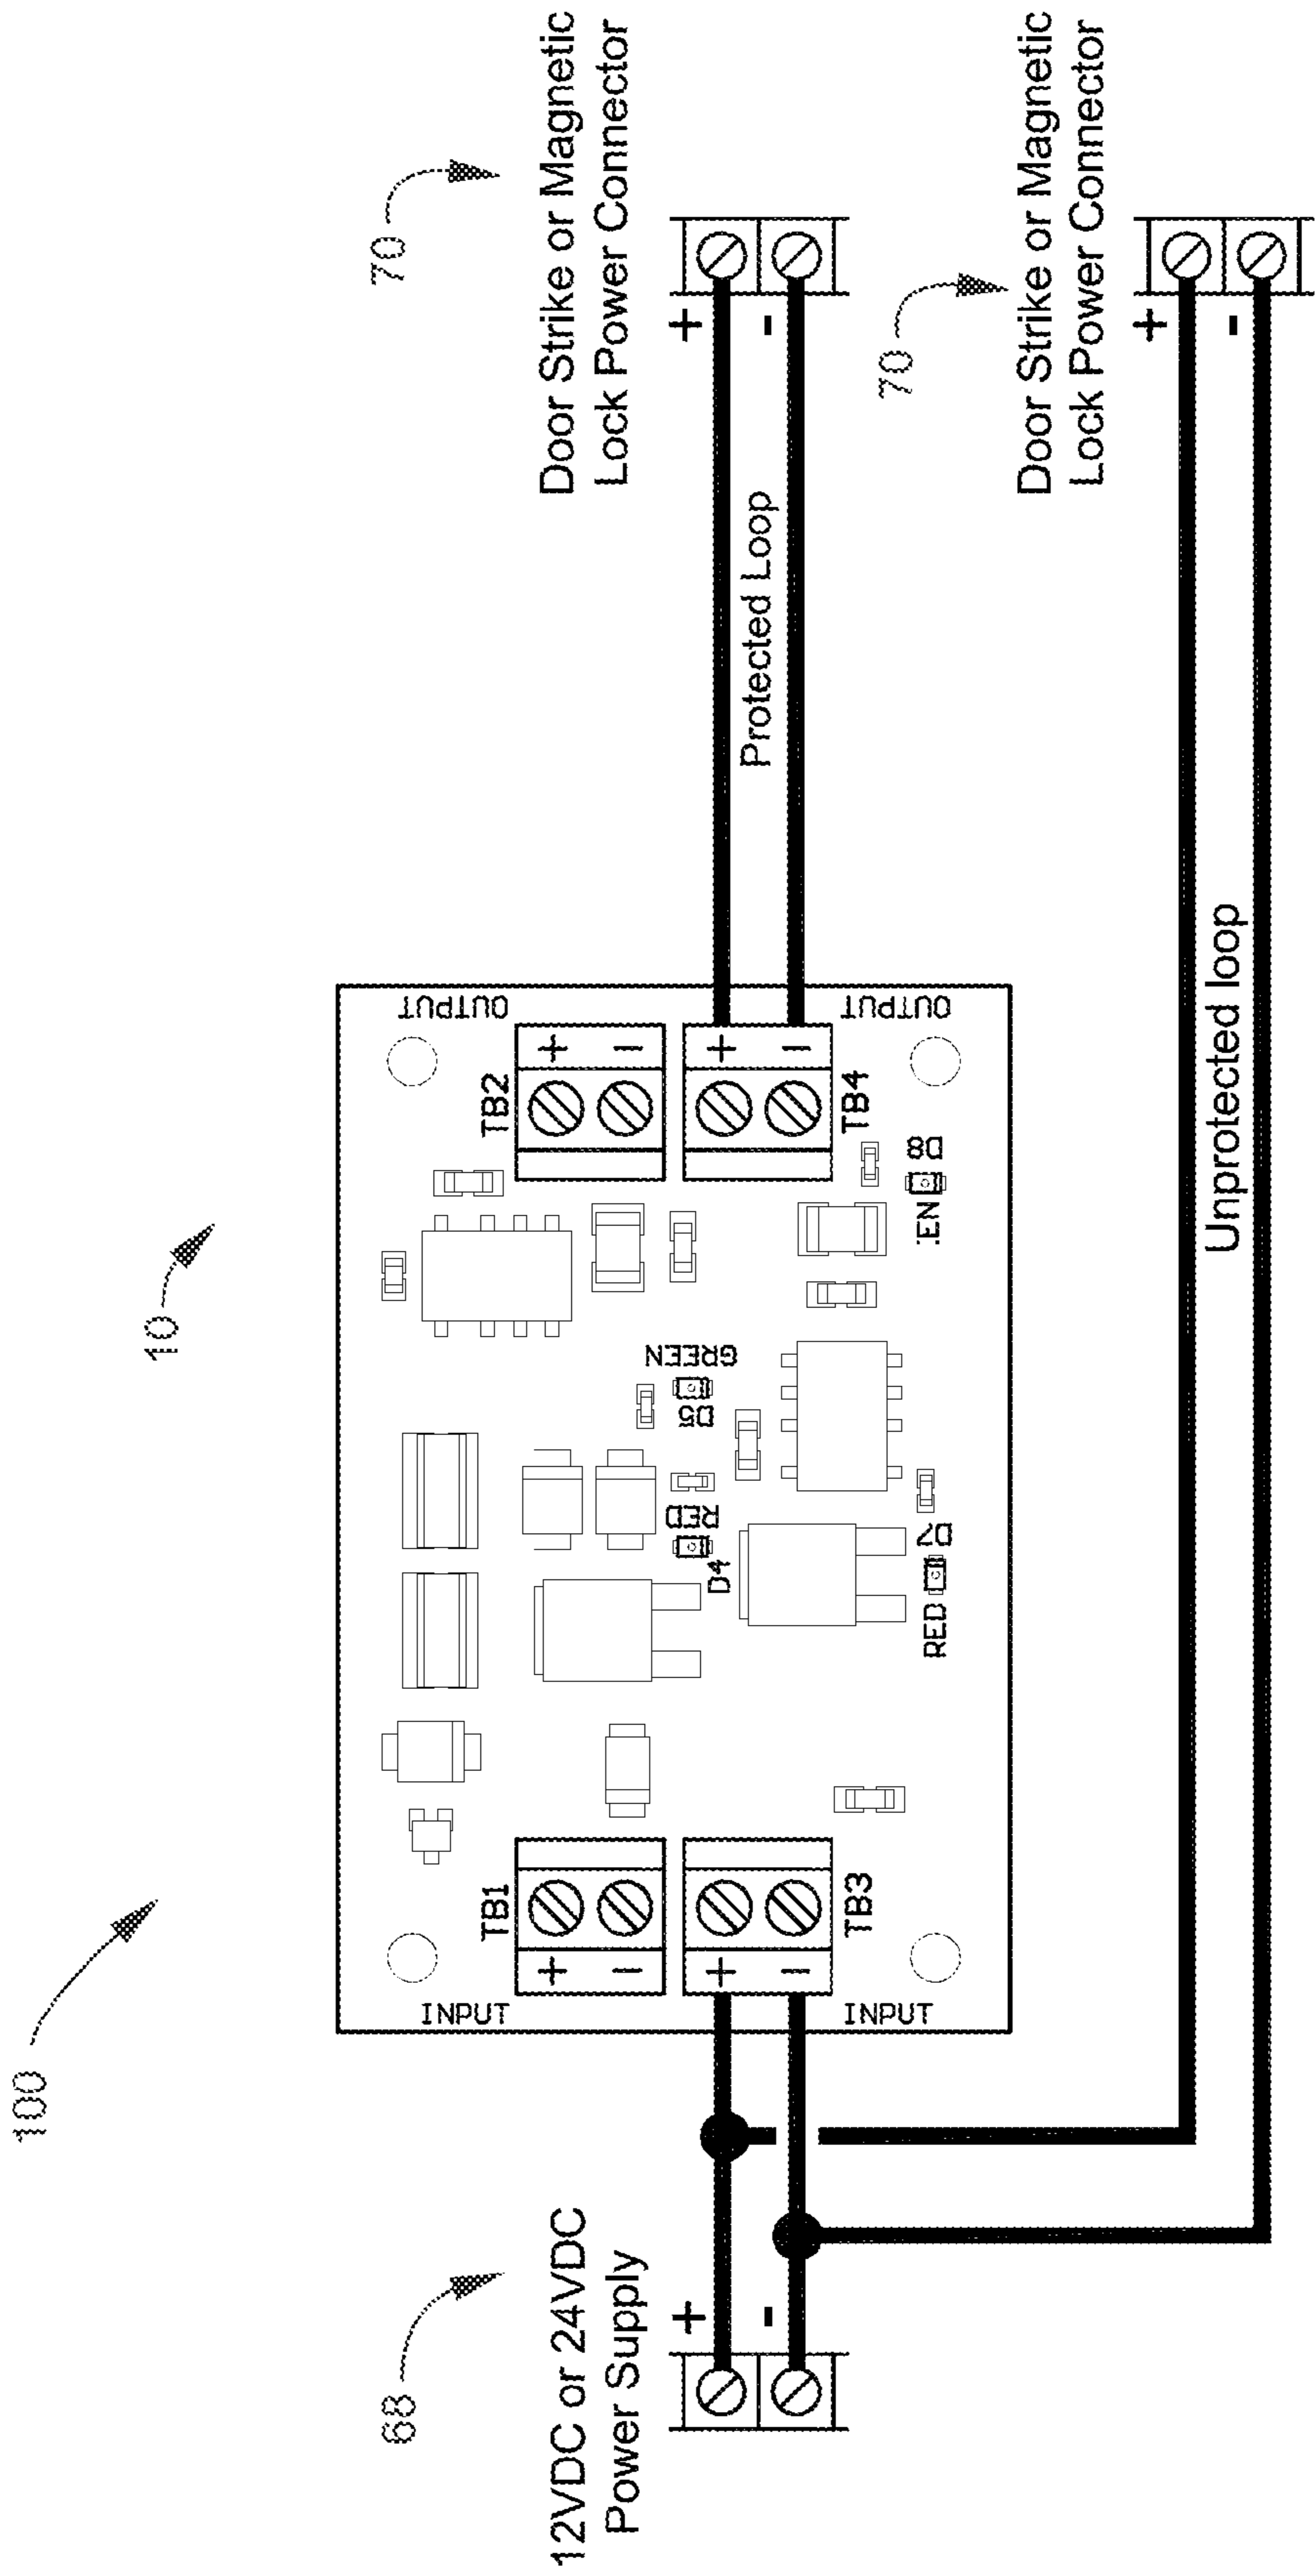 100
10
68
12VDC or 24VDC
Power Supply
+
-
INPUT
TB1
+
-
+
-
TB3
INPUT
RED
D4
D5
GREEN
RED
D7
.EN
D8
OUTPUT
TB2
+
-
+
-
TB4
OUTPUT
Protected Loop
70
Door Strike or Magnetic
Lock Power Connector
+
-
Unprotected loop
70
Door Strike or Magnetic
Lock Power Connector
+
-